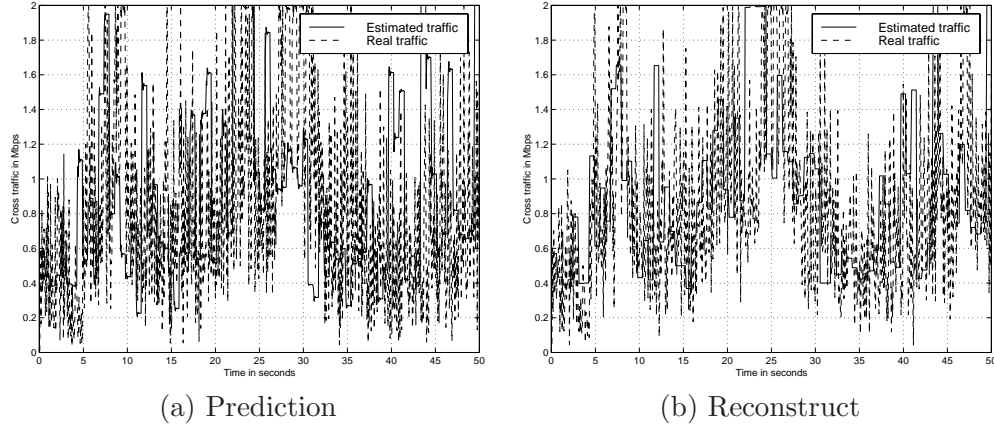 2
1.8
1.6
1.4
1.2
1
0.8
0.6
0.4
0.2
0
Cross traffic in Mbps
Estimated traffic
Real traffic
0 5 10 15 20 25 30 35 40 45 50
Time in seconds
(a) Prediction
2
1.8
1.6
1.4
1.2
1
0.8
0.6
0.4
0.2
0
Cross traffic in Mbps
Estimated traffic
Real traffic
0 5 10 15 20 25 30 35 40 45 50
Time in seconds
(b) Reconstruct